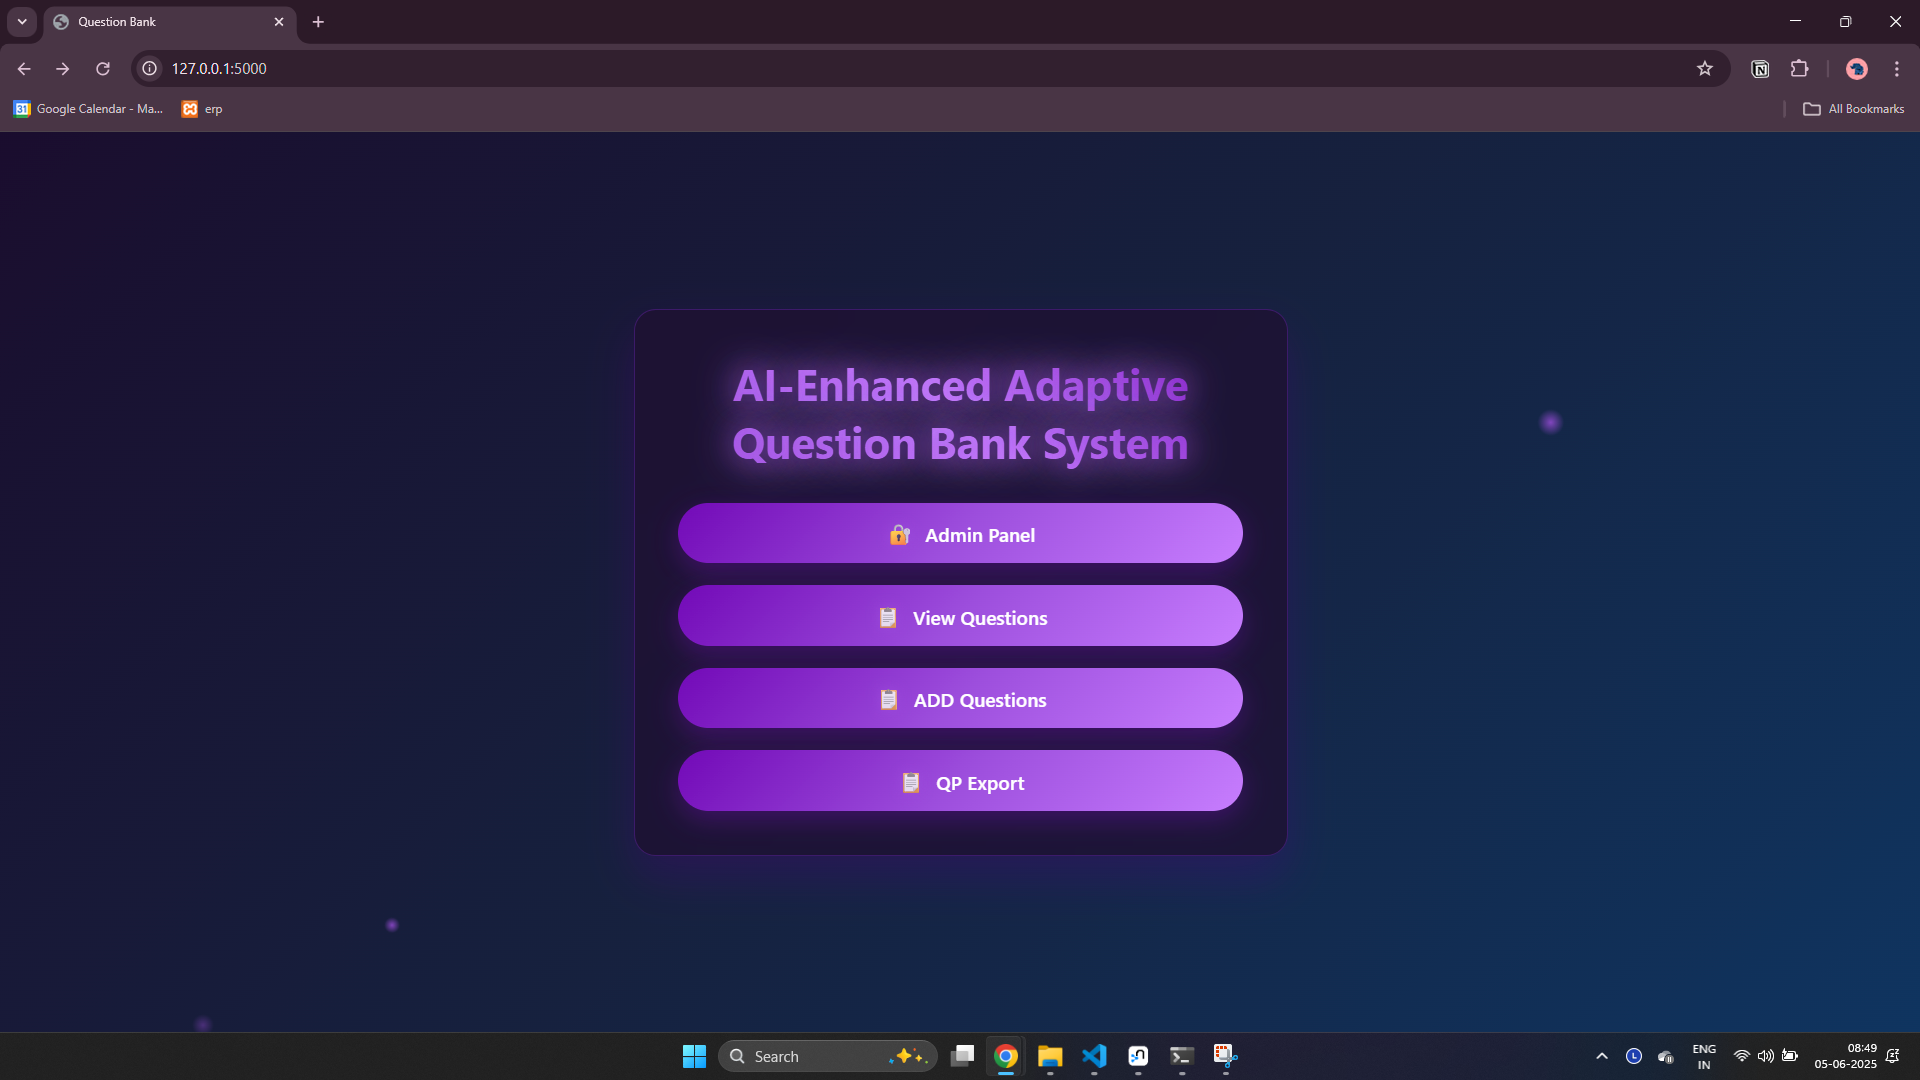 Question Bank
127.0.0.1:5000
31 Google Calendar - Ma...
erp
All Bookmarks
AI-Enhanced Adaptive
Question Bank System
Admin Panel
View Questions
ADD Questions
QP Export
Search
ENG
IN
08:49
05-06-2025